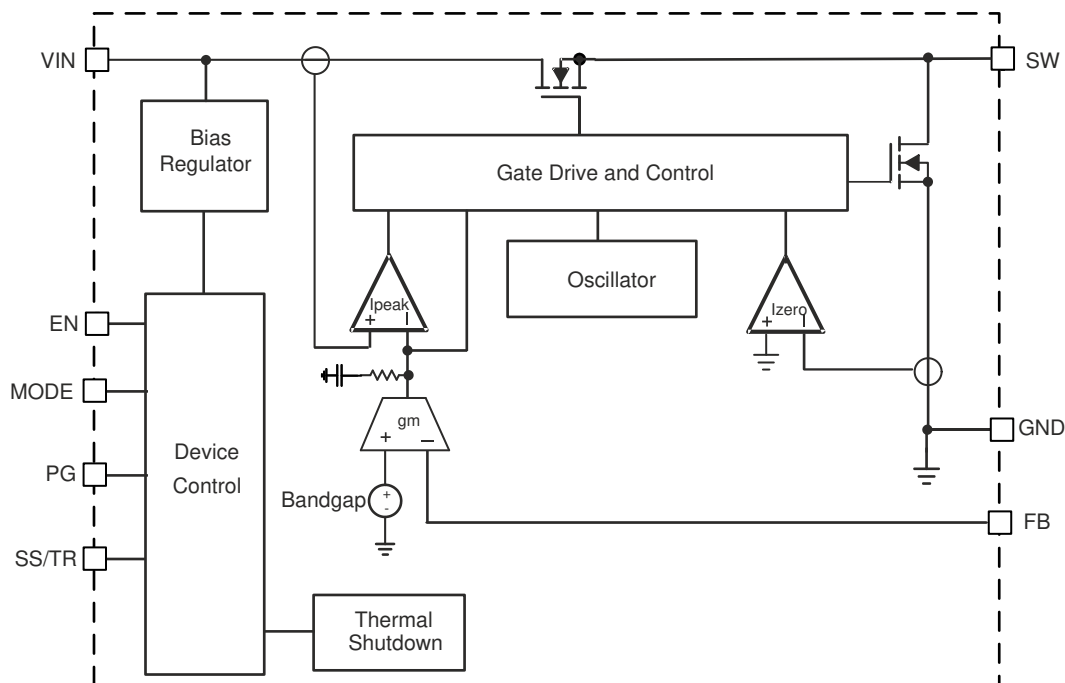 VIN
SW
Bias
Regulator
Gate Drive and Control
Oscillator
Ipeak
+ –
Izero
+ –
EN
MODE
gm
+ –
GND
Device
Control
PG
Bandgap
+
-
FB
SS/TR
Thermal
Shutdown